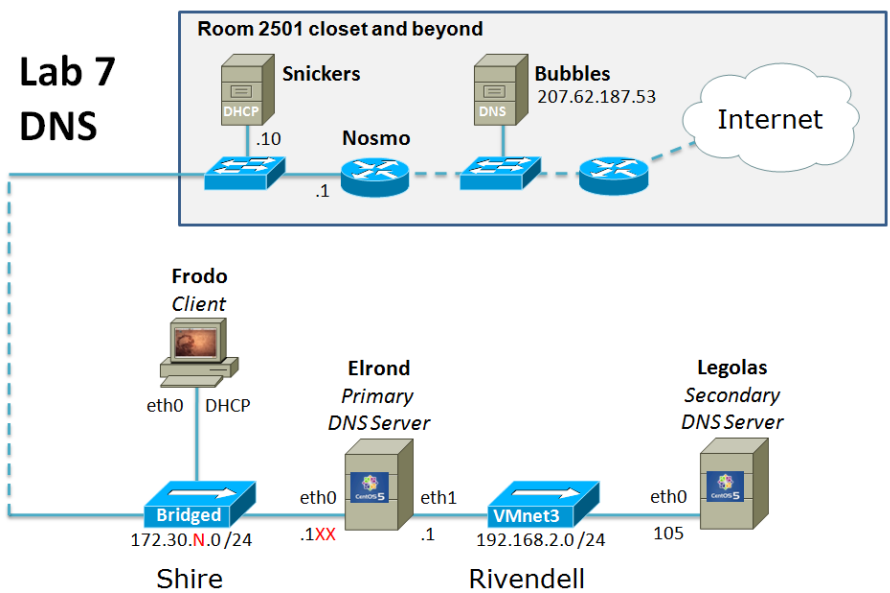 Lab 7
DNS
Room 2501 closet and beyond
Snickers
DHCP
.10
Nosmo
.1
Bubbles
207.62.187.53
DNS
Internet
Frodo
Client
eth0 DHCP
Elrond
Primary
DNS Server
CentOS 5
Legolas
Secondary
DNS Server
CentOS 5
Bridged
172.30.N.0 /24
eth0
.1XX
eth1
.1
VMnet3
192.168.2.0 /24
eth0
105
Shire
Rivendell